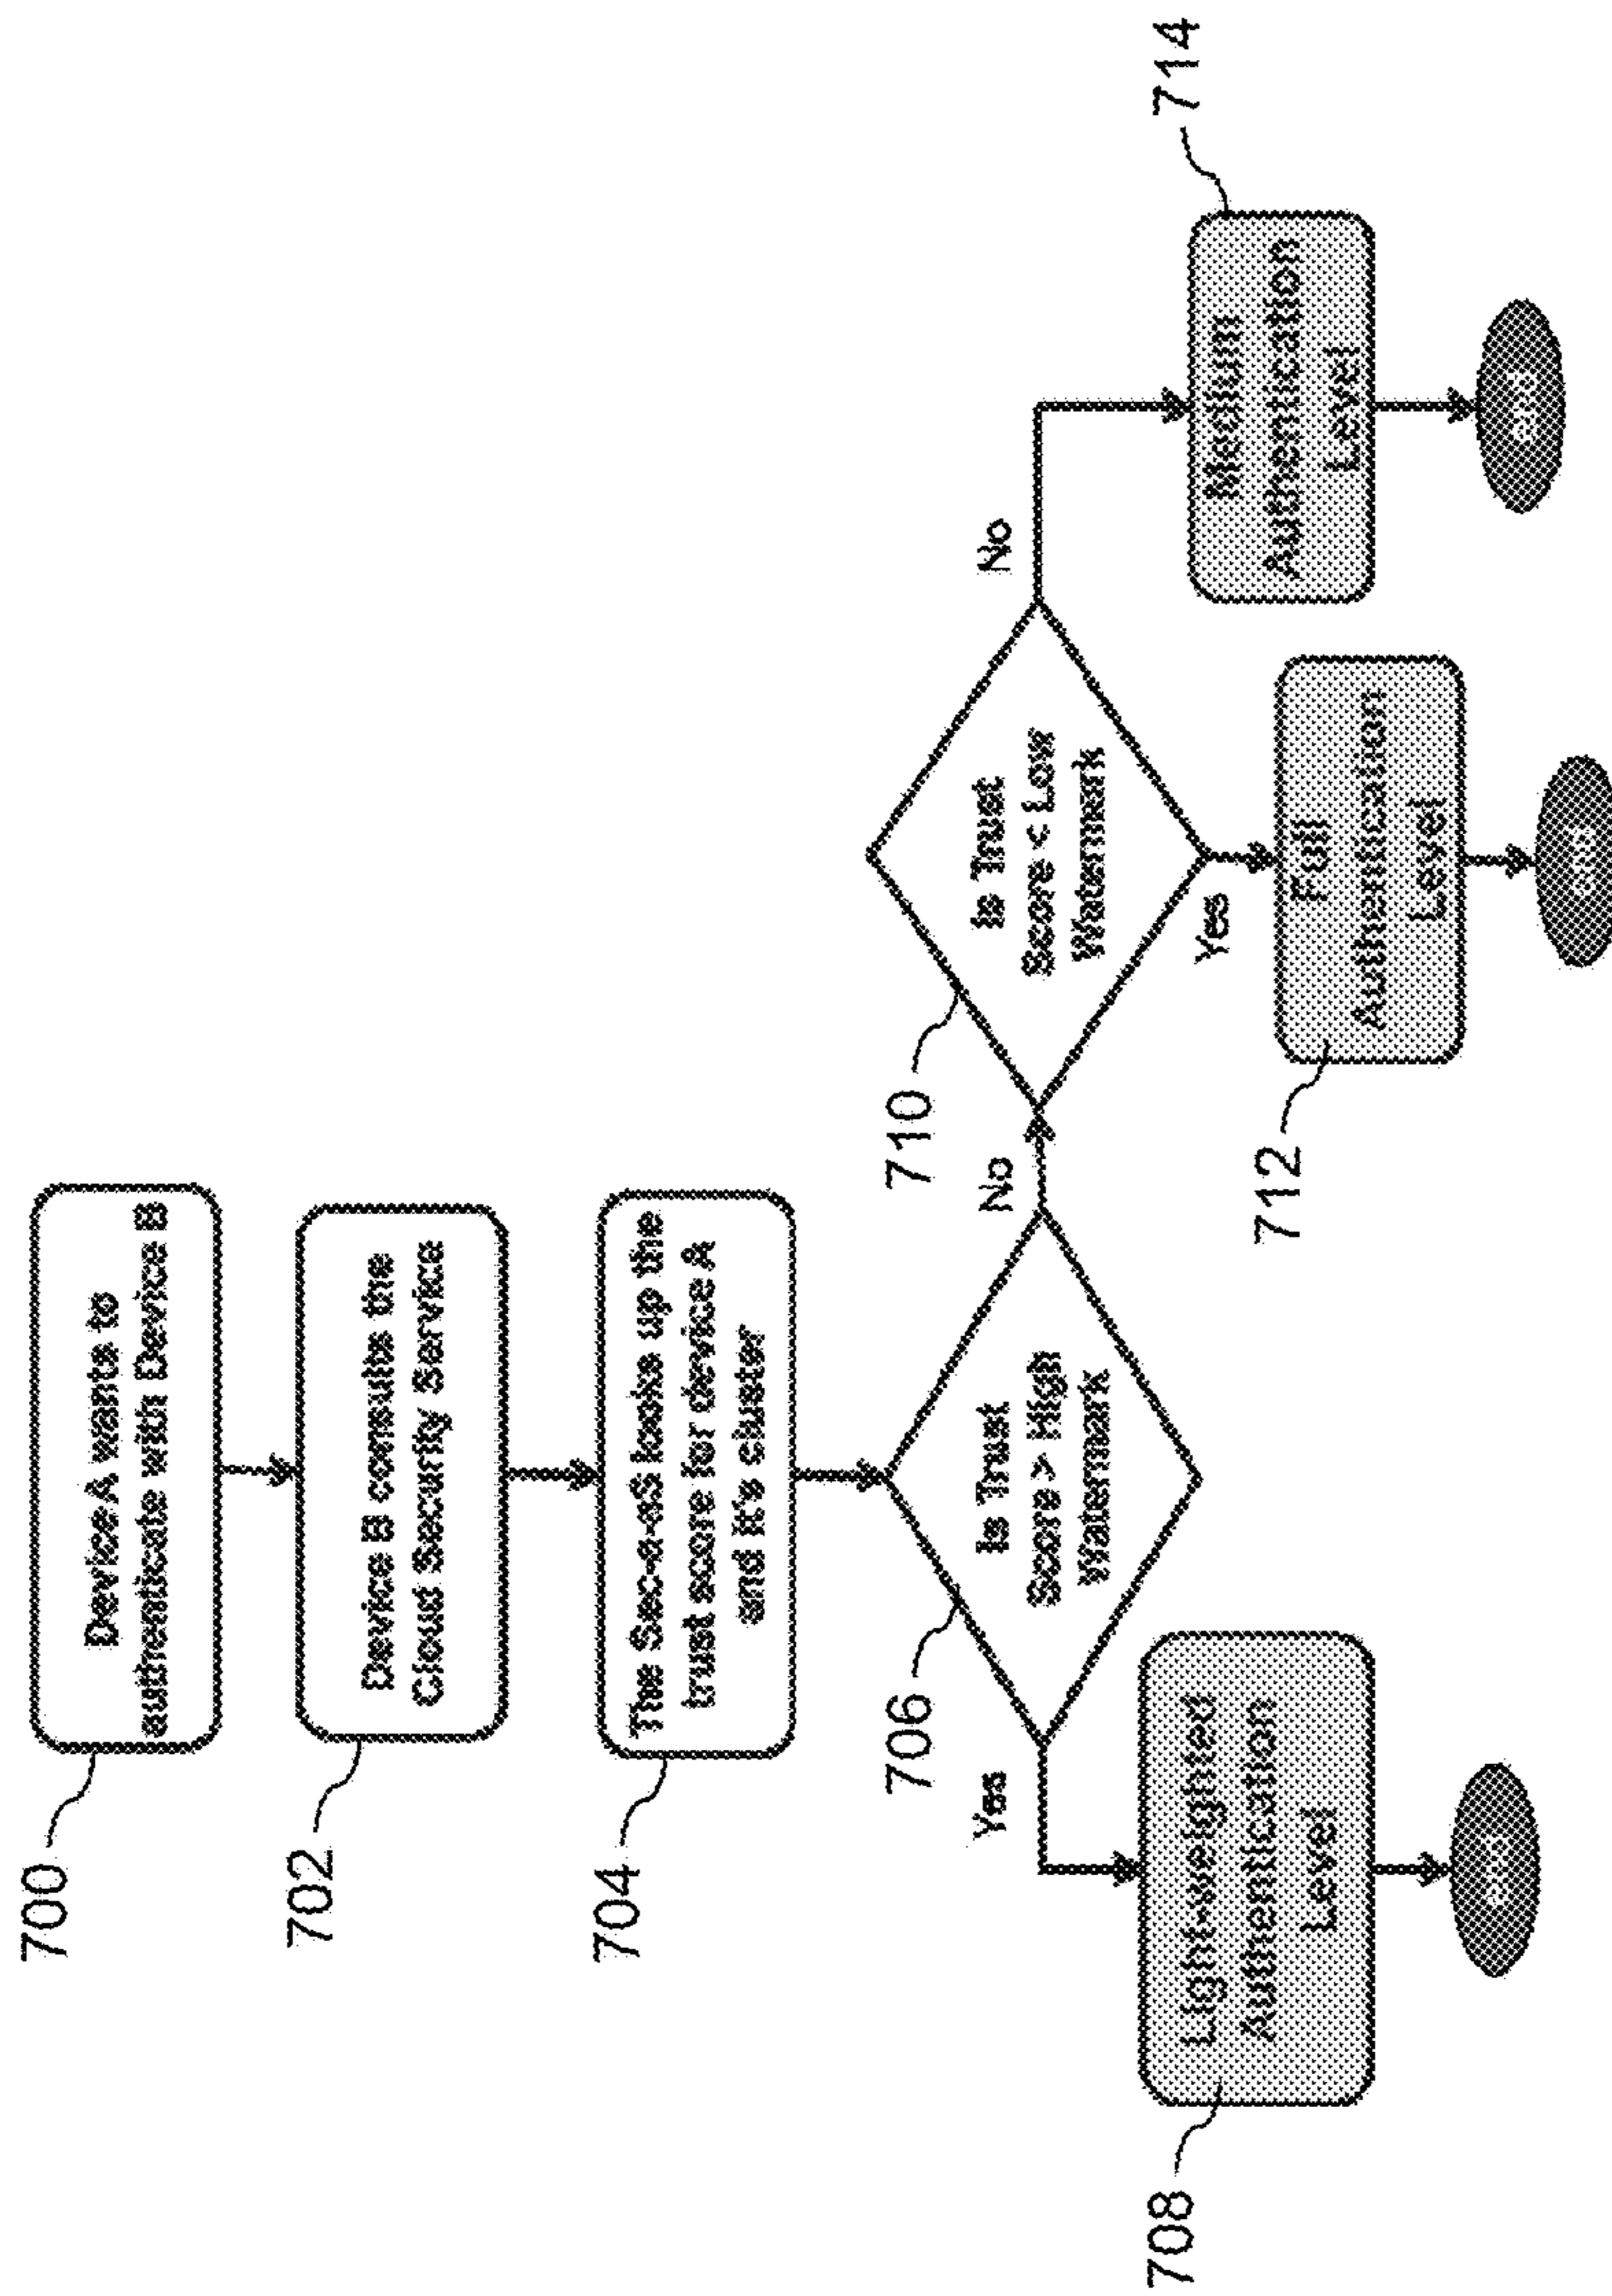 700
Device A wants to
authenticate with Device B
702
Device B consults the
Cloud Security Service
704
The Sec-a-aS looks up the
trust score for device A
and it's cluster
706
Is Trust
Score > High
Watermark
Yes
No
708
Light-weighted
Authentication
Level
end
710
Is Trust
Score < Low
Watermark
Yes
No
712
Full
Authentication
Level
end
714
Medium
Authentication
Level
end